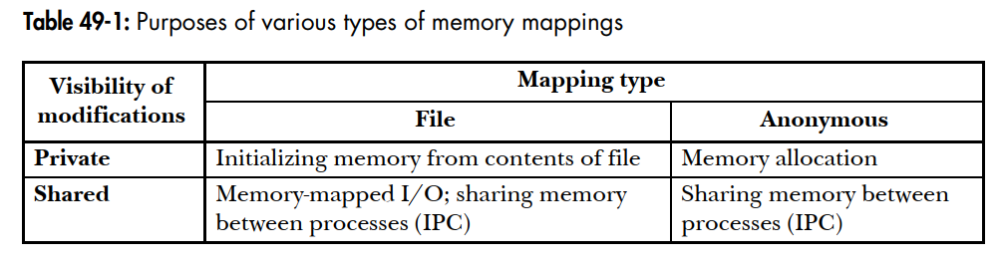 Table 49-1: Purposes of various types of memory mappings
Visibility of
modifications
Mapping type
File
Anonymous
Private
Initializing memory from contents of file
Memory allocation
Shared
Memory-mapped I/O; sharing memory
between processes (IPC)
Sharing memory between
processes (IPC)